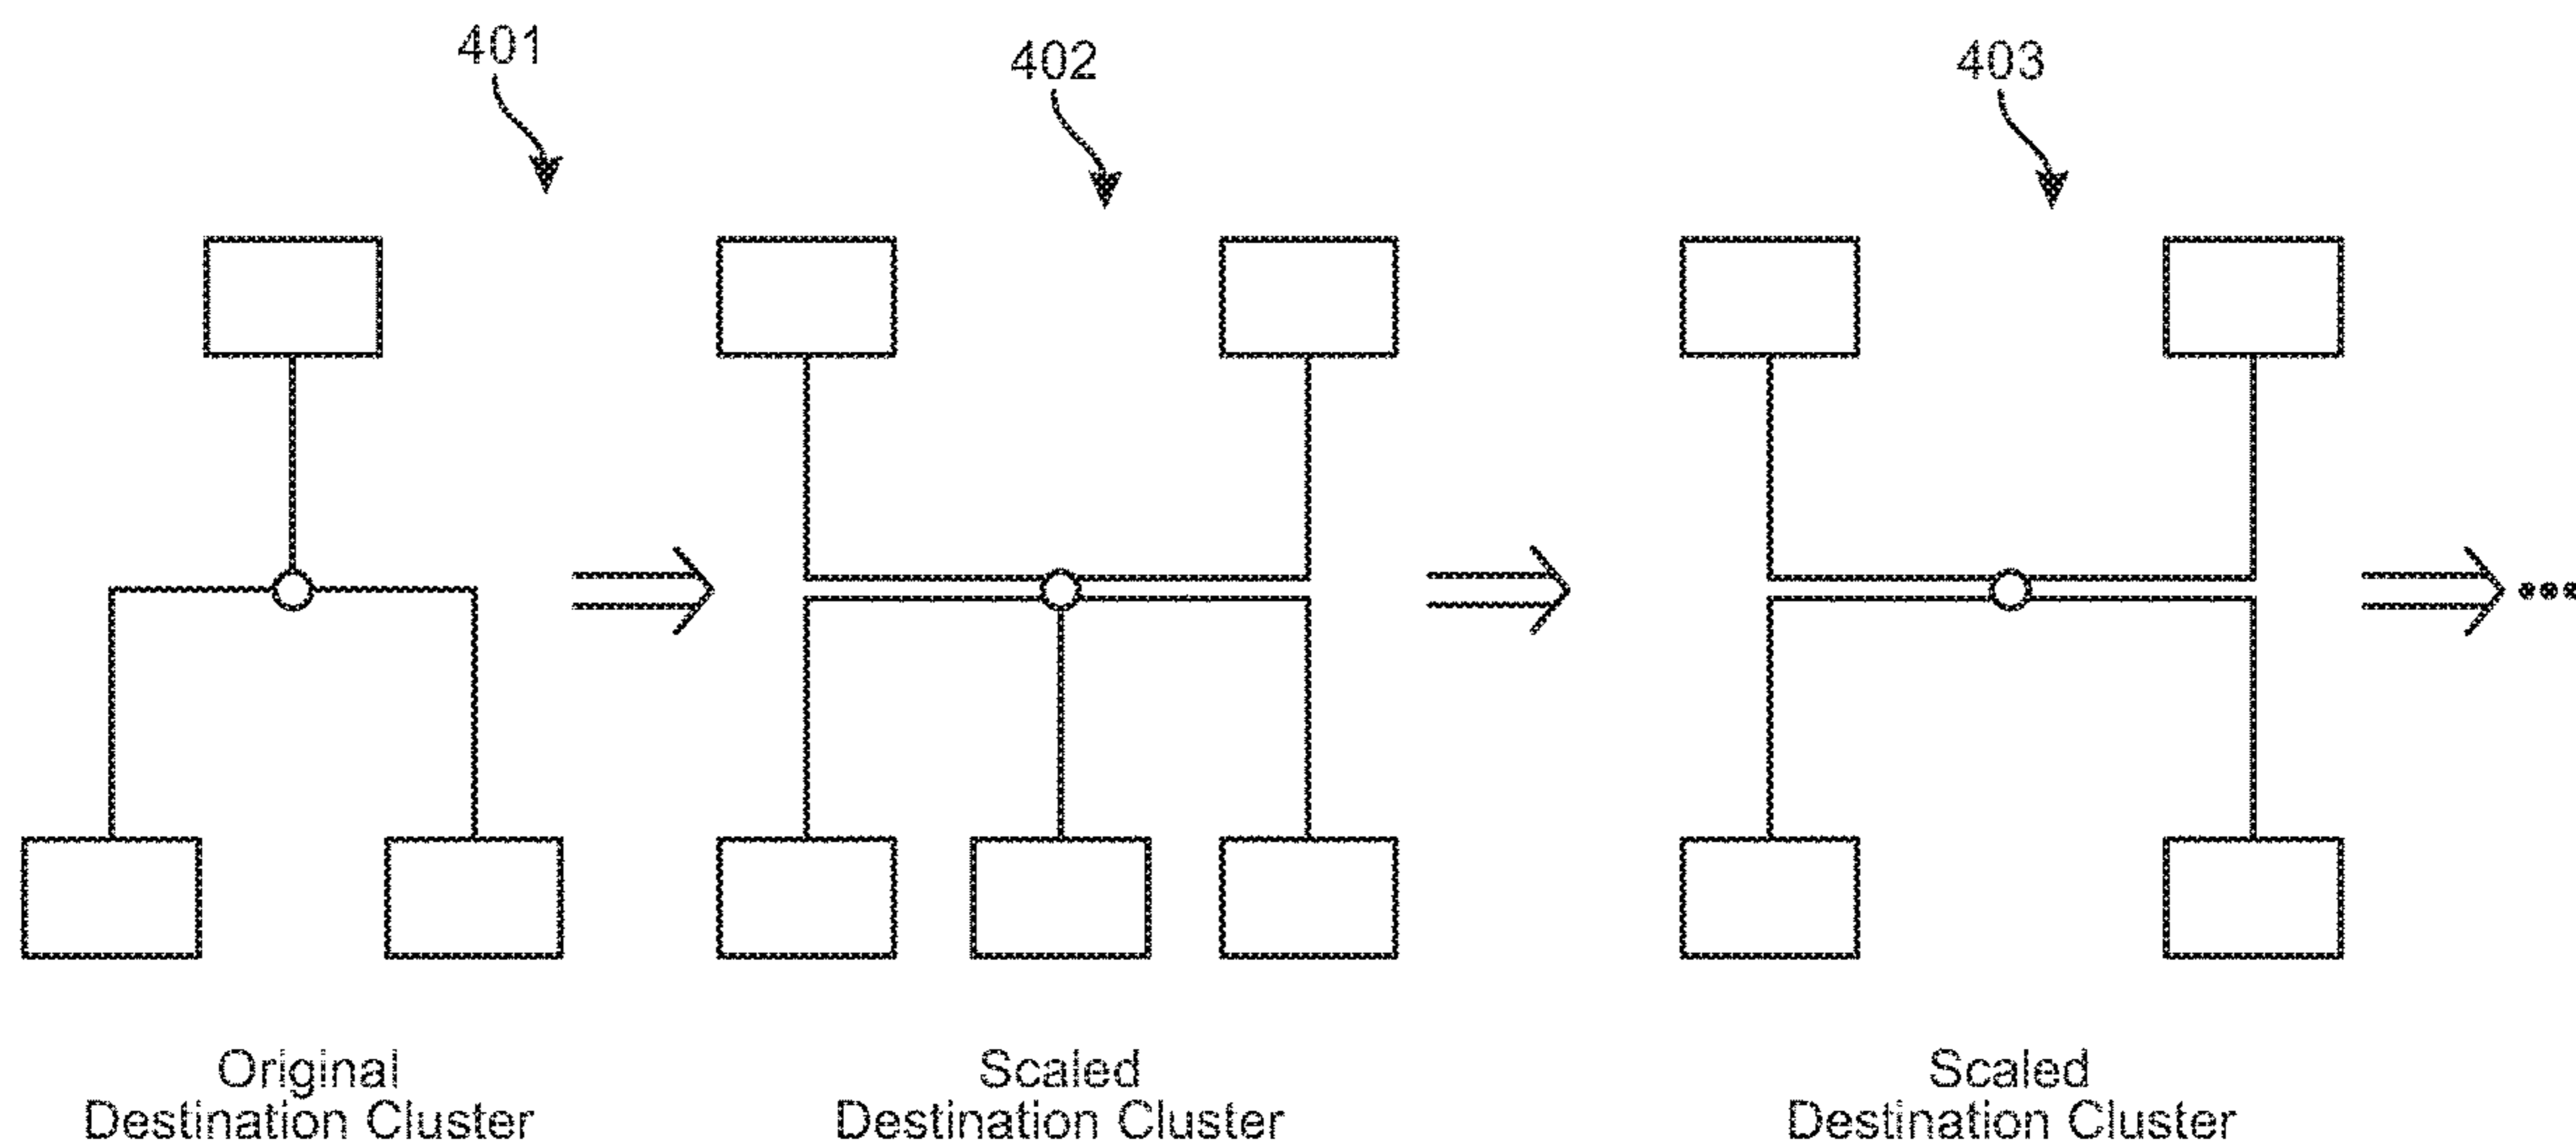 401
402
403
Original
Destination Cluster
Scaled
Destination Cluster
Scaled
Destination Cluster